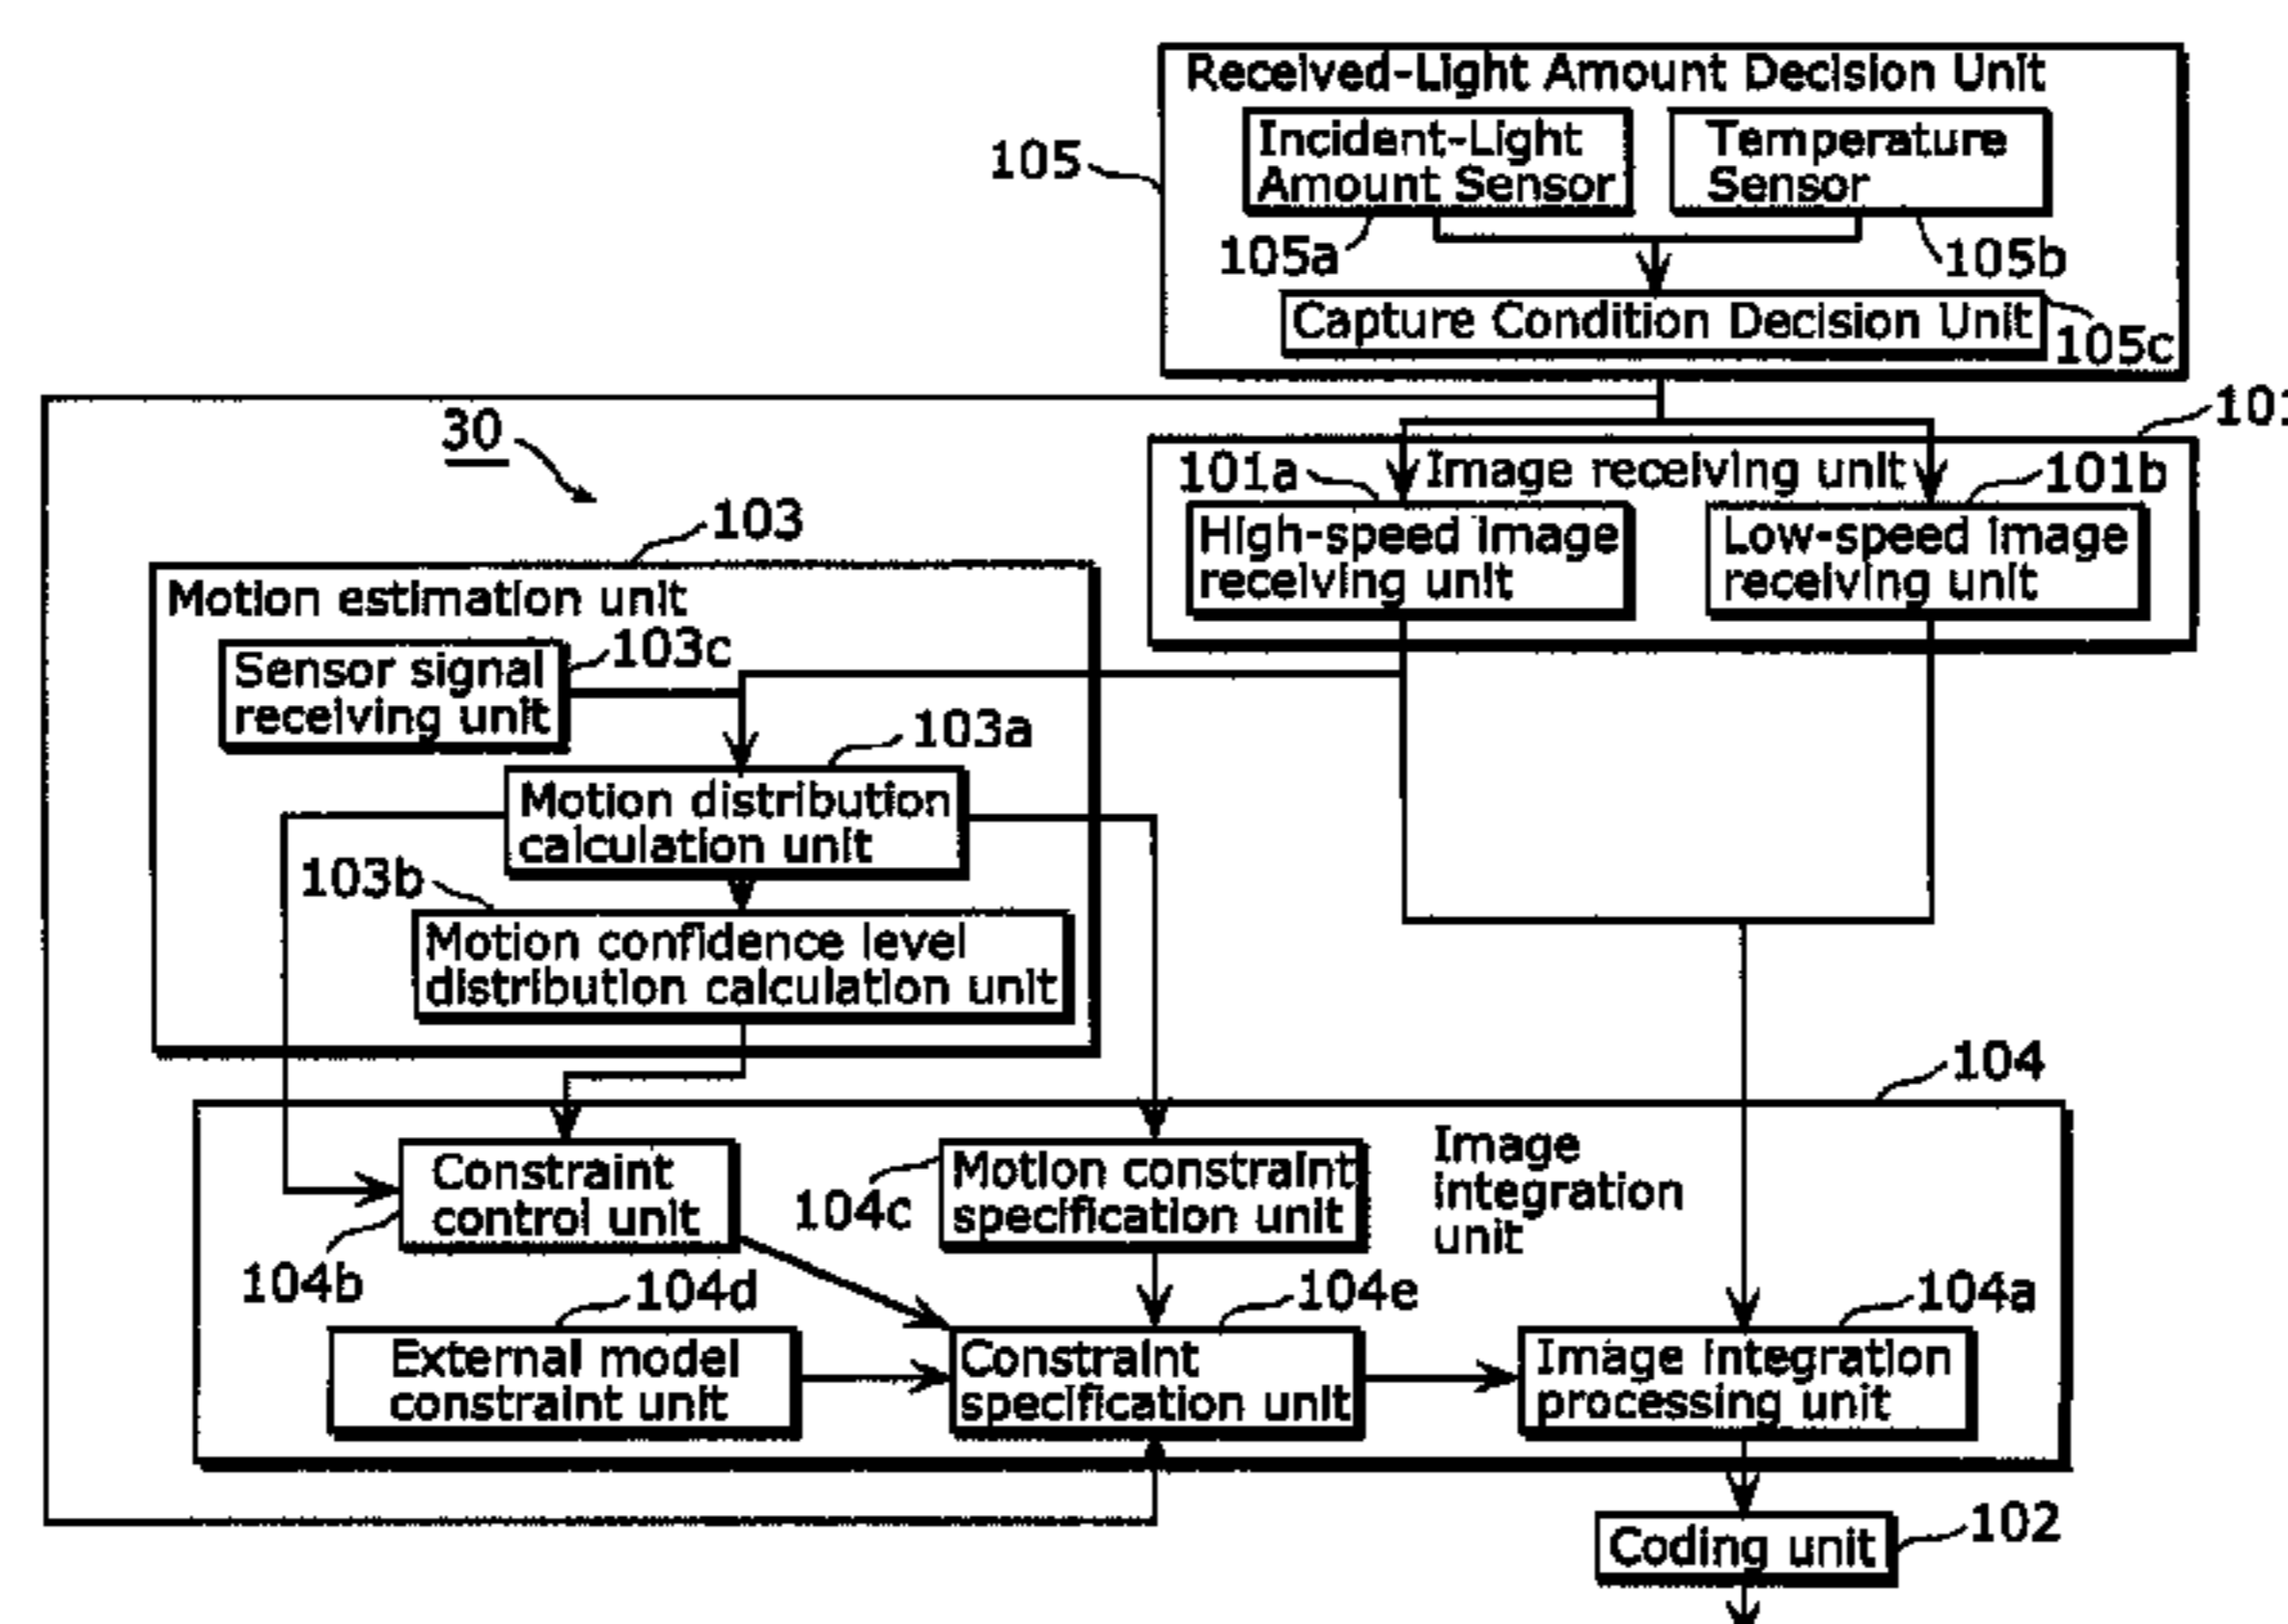 Received-Light Amount Decision Unit
Incident-Light
Amount Sensor
Temperature
Sensor
105
105a
105b
Capture Condition Decision Unit
105c
30
101
101a
Image receiving unit
101b
High-speed image
receiving unit
Low-speed image
receiving unit
103
Motion estimation unit
Sensor signal
receiving unit
103c
103a
Motion distribution
calculation unit
103b
Motion confidence level
distribution calculation unit
104
Constraint
control unit
104b
104c
Motion constraint
specification unit
Image
integration
unit
104d
External model
constraint unit
104e
Constraint
specification unit
104a
Image integration
processing unit
Coding unit
102